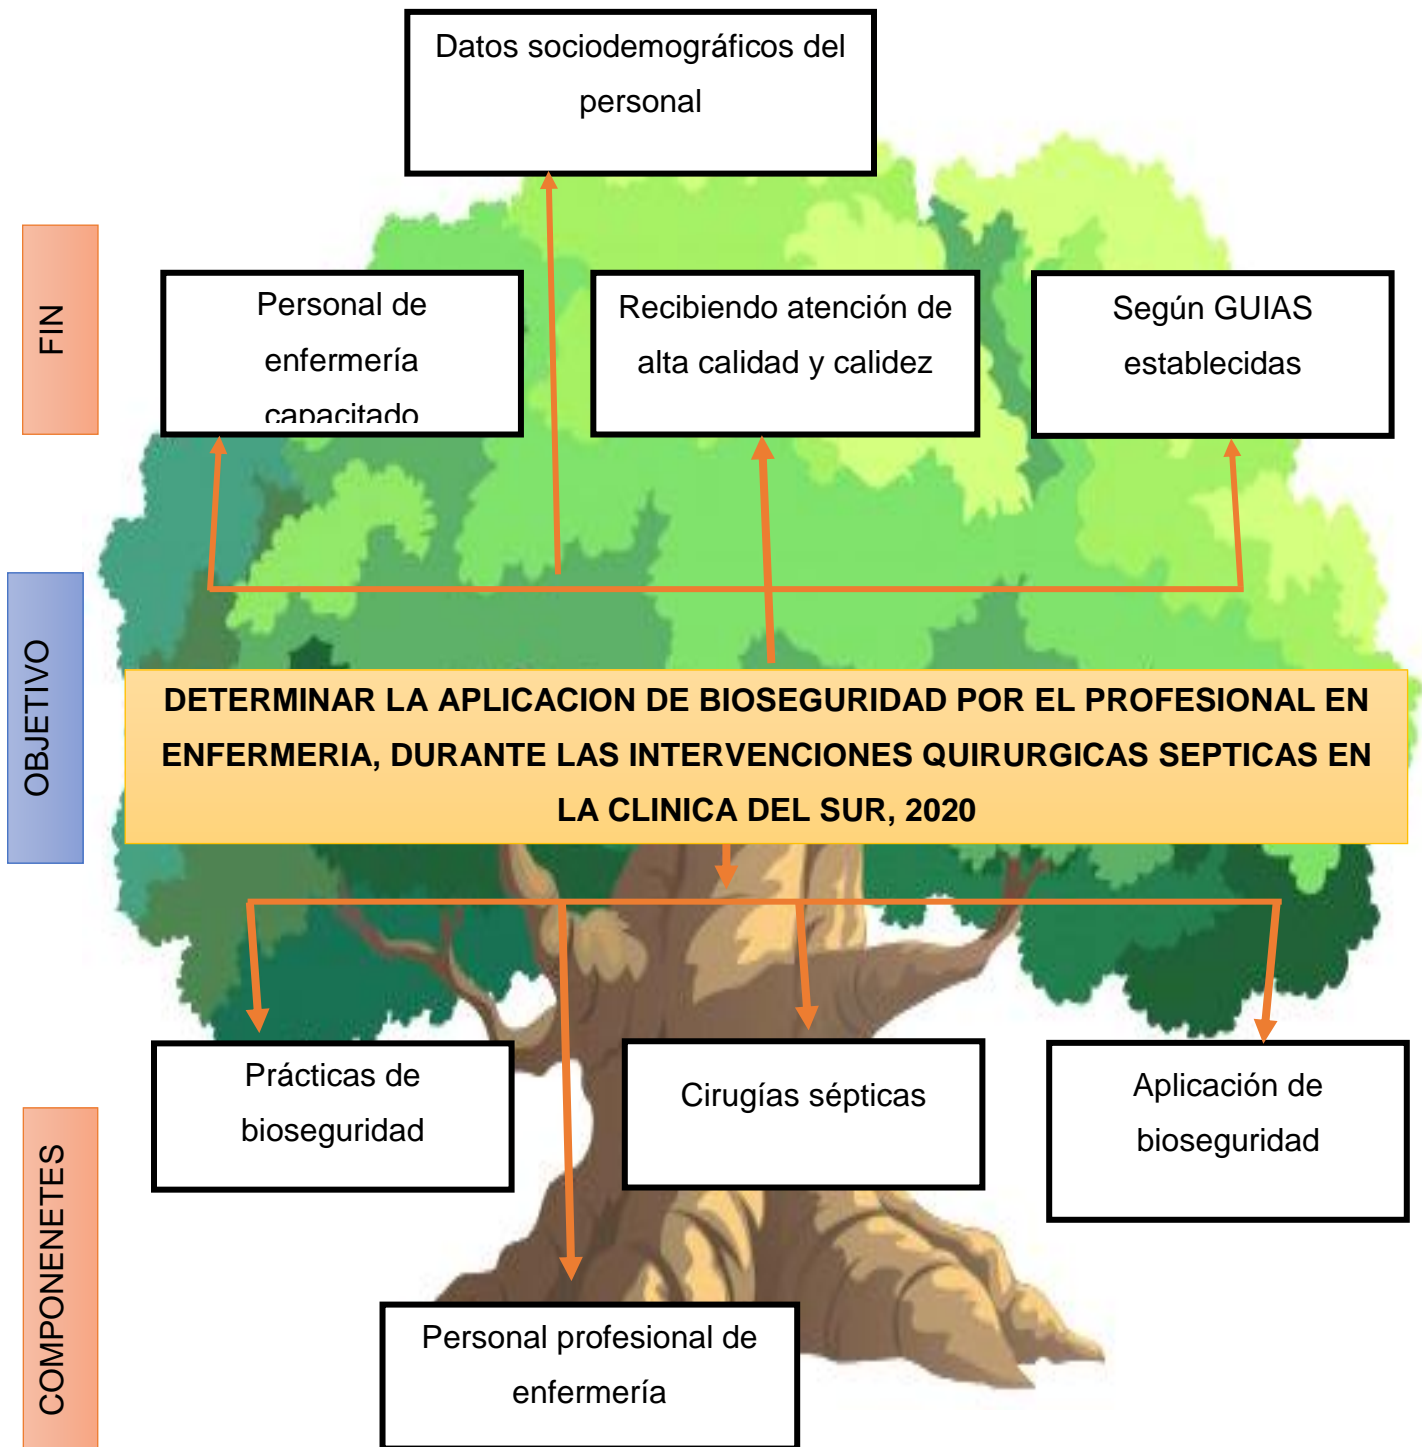 Datos sociodemográficos del
personal
FIN
Personal de
enfermería
capacitado
Recibiendo atención de
alta calidad y calidez
Según GUIAS
establecidas
OBJETIVO
DETERMINAR LA APLICACION DE BIOSEGURIDAD POR EL PROFESIONAL EN
ENFERMERIA, DURANTE LAS INTERVENCIONES QUIRURGICAS SEPTICAS EN
LA CLINICA DEL SUR, 2020
COMPONENETES
Prácticas de
bioseguridad
Cirugías sépticas
Aplicación de
bioseguridad
Personal profesional de
enfermería